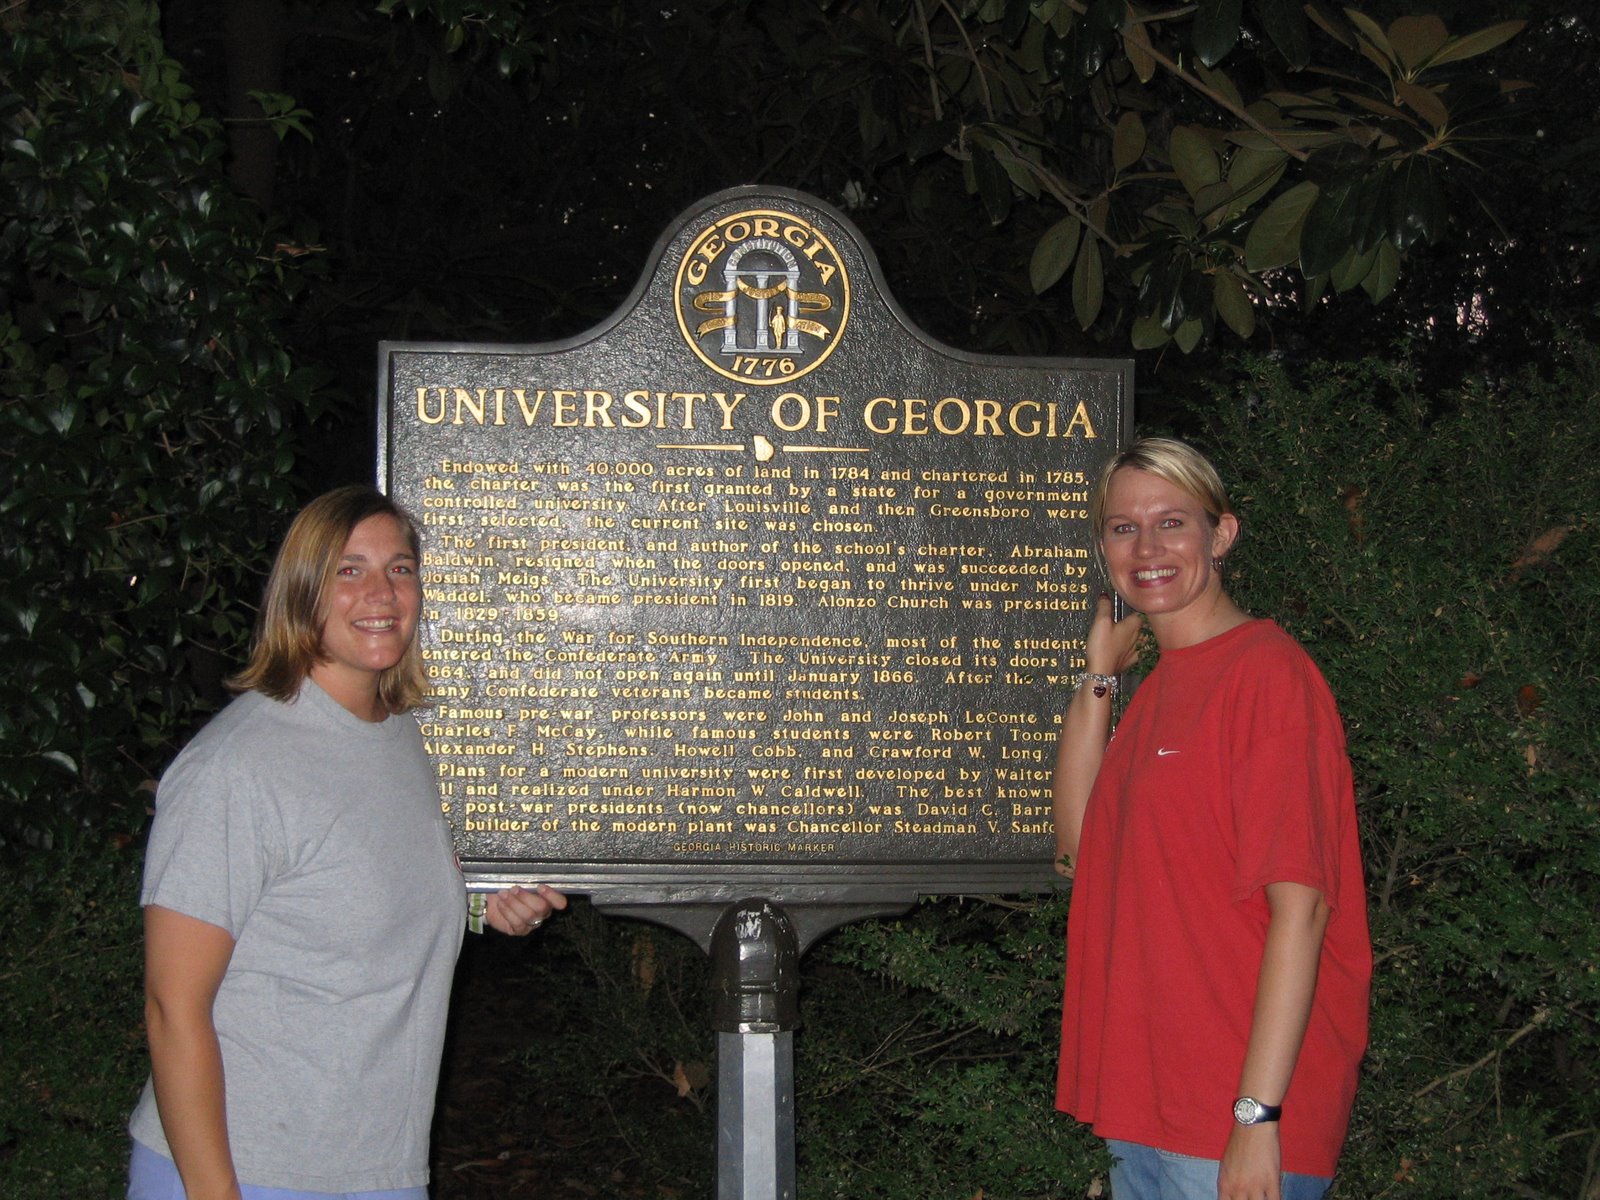 GEORGIA
CONSTITUTION
1776
UNIVERSITY OF GEORGIA
Endowed with 40,000 acres of land in 1784 and chartered in 1785,
the charter was the first granted by a state for a government
controlled university. After Louisville and then Greensboro were
first selected, the current site was chosen.
The first president, and author of the school's charter, Abraham
Baldwin, resigned when the doors opened, and was succeeded by
Josiah Meigs. The University first began to thrive under Moses
Waddel, who became president in 1819. Alonzo Church was president
in 1829-1859.
During the War for Southern Independence, most of the students
entered the Confederate Army. The University closed its doors in
1864, and did not open again until January 1866. After the war
many Confederate veterans became students.
Famous pre-war professors were John and Joseph LeConte
Charles F. McCay, while famous students were Robert
Alexander H. Stephens, Howell Cobb, and Crawford W. Long.
Plans for a modern university were first developed by Walter
and realized under Harmon W. Caldwell. The best known
post-war presidents (now chancellors) was David C.
builder of the modern plant was Chancellor Steadman V.
GEORGIA HISTORIC MARKER